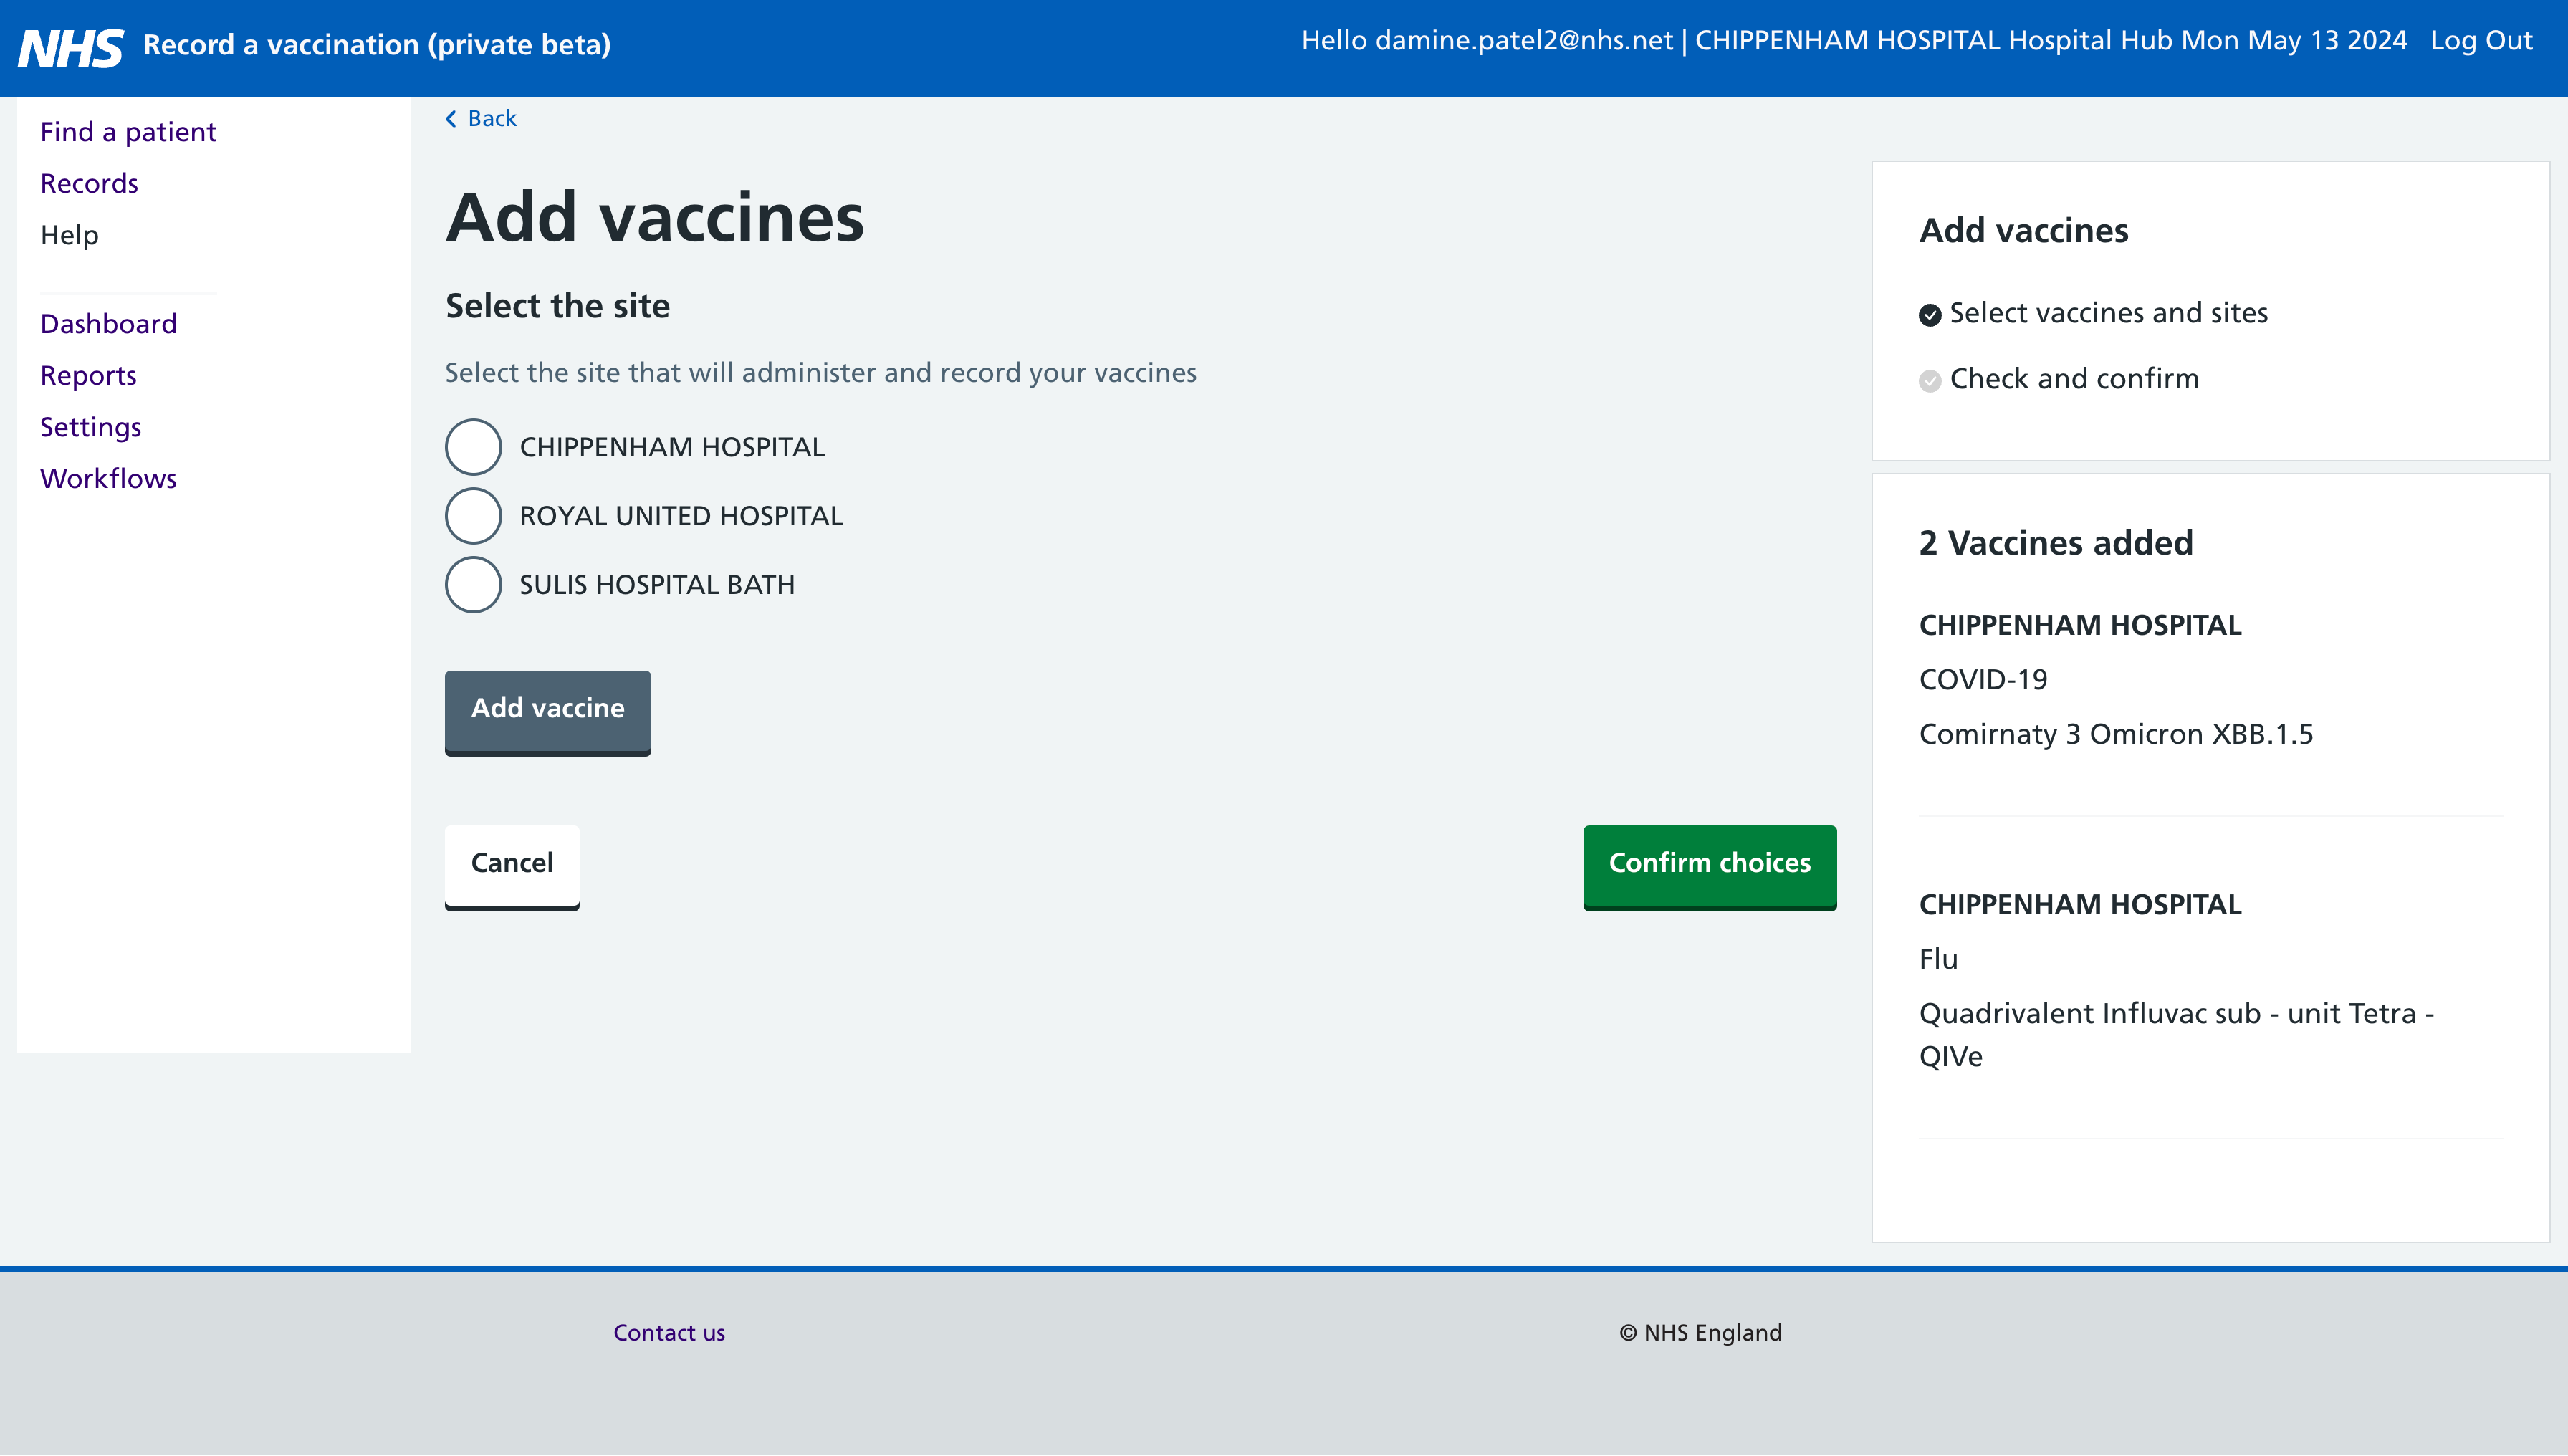 NHS Record a vaccination (private beta)
Hello damine.patel2@nhs.net | CHIPPENHAM HOSPITAL Hospital Hub Mon May 13 2024 Log Out
Find a patient
Records
Help
Dashboard
Reports
Settings
Workflows
Back
Add vaccines
Select the site
Select the site that will administer and record your vaccines
CHIPPENHAM HOSPITAL
ROYAL UNITED HOSPITAL
SULIS HOSPITAL BATH
Add vaccine
Cancel
Confirm choices
Add vaccines
Select vaccines and sites
Check and confirm
2 Vaccines added
CHIPPENHAM HOSPITAL
COVID-19
Comirnaty 3 Omicron XBB.1.5
CHIPPENHAM HOSPITAL
Flu
Quadrivalent Influvac sub - unit Tetra -
QIVe
Contact us
© NHS England